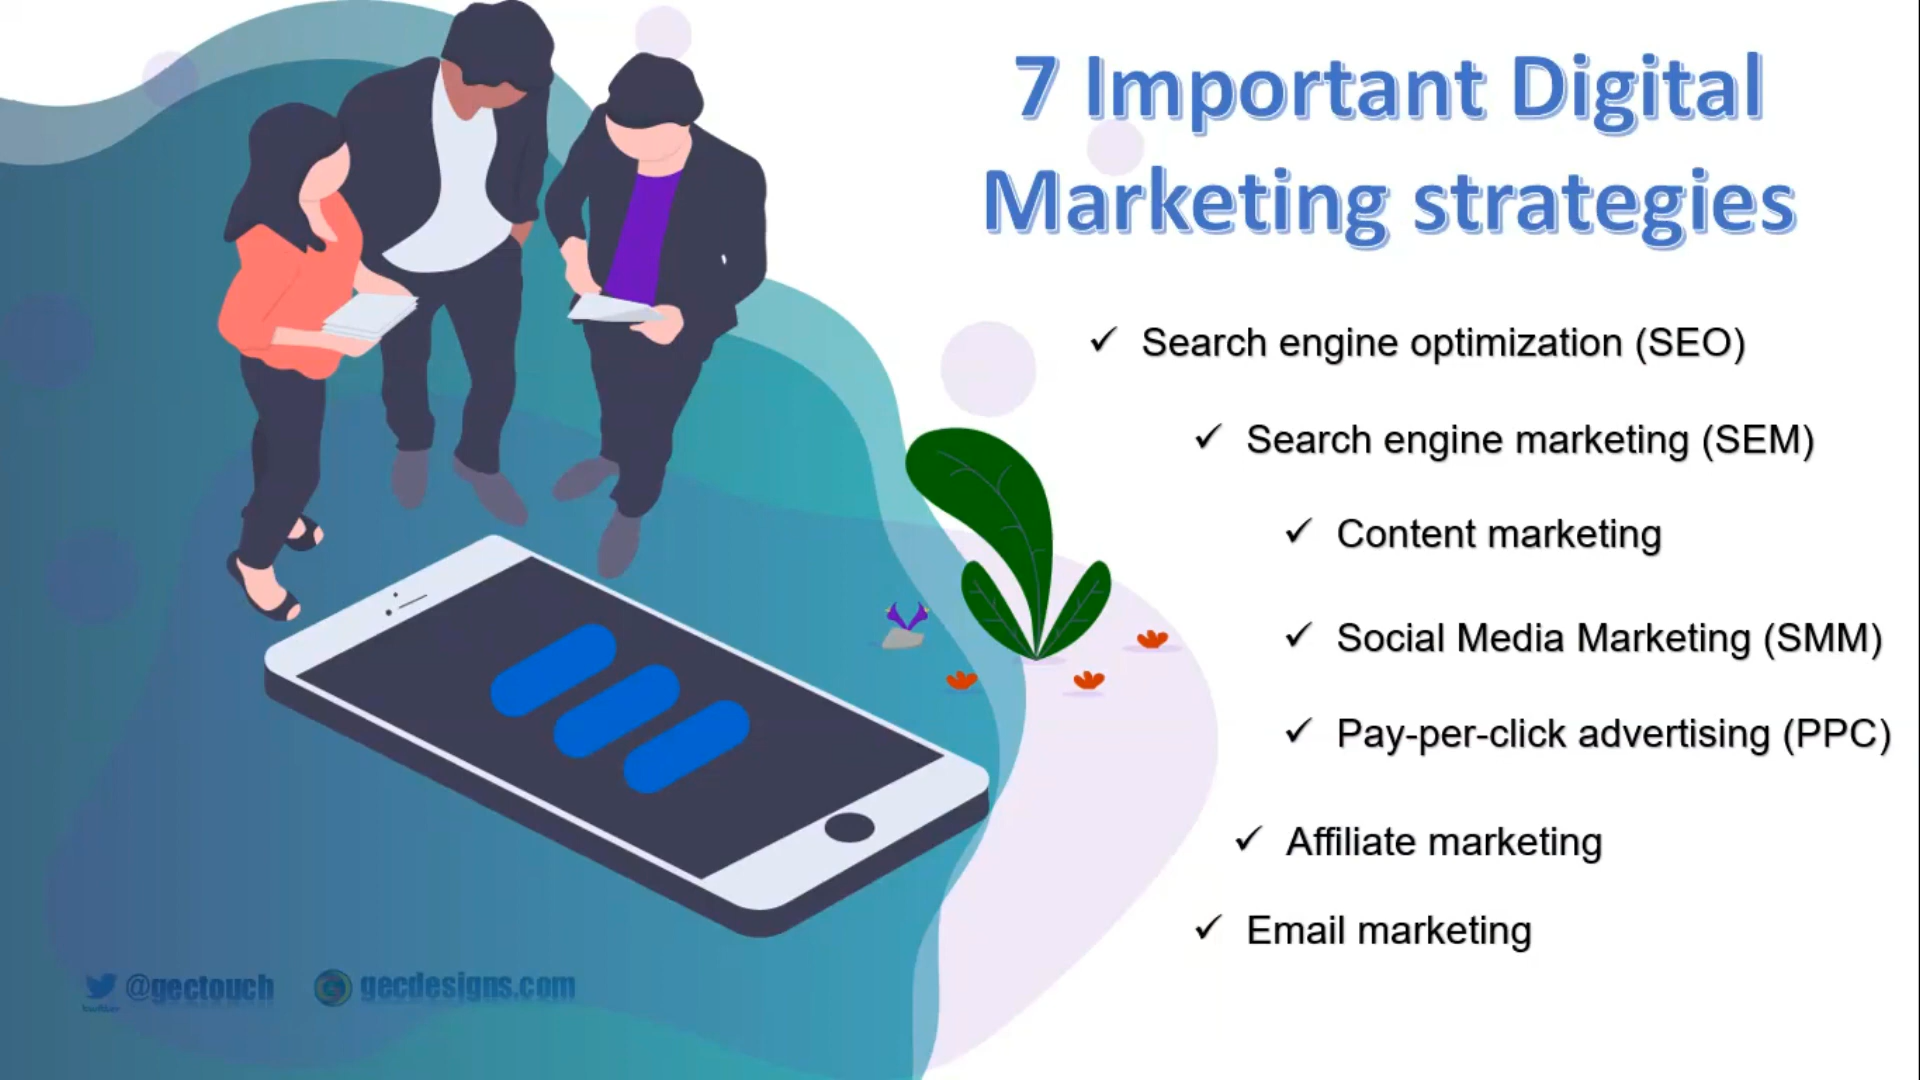 7 Important Digital
Marketing strategies
✓ Search engine optimization (SEO)
✓ Search engine marketing (SEM)
✓ Content marketing
✓ Social Media Marketing (SMM)
✓ Pay-per-click advertising (PPC)
✓ Affiliate marketing
✓ Email marketing
@gectouch gecdesigns.com